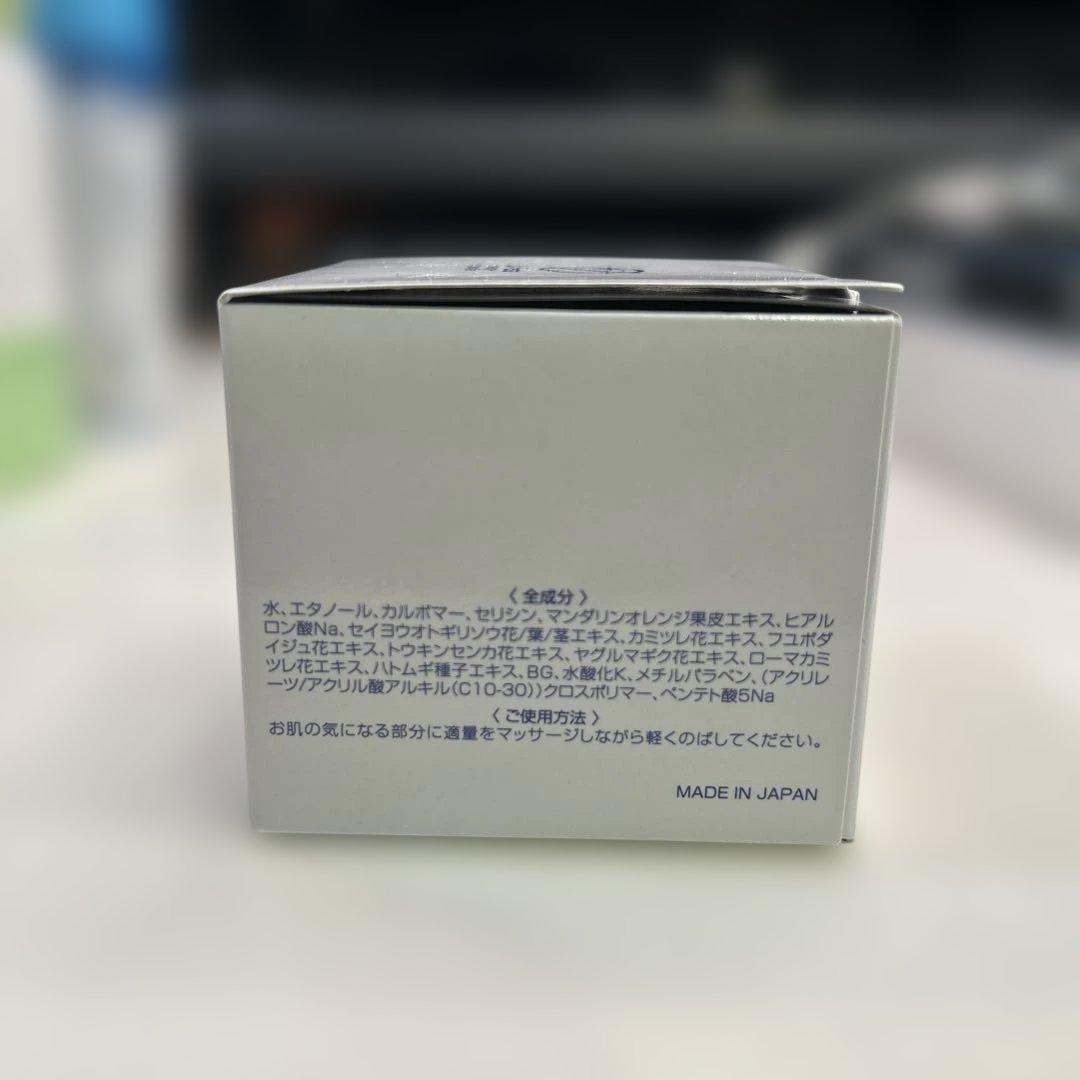 〈 全成分 〉
水、エタノール、カルボマー、セリシン、マンダリンオレンジ果皮エキス、ヒアル
ロン酸Na、セイヨウオトギリソウ花/葉/茎エキス、カミツレ花エキス、フユボダ
イジュ花エキス、トウキンセンカ花エキス、ヤグルマギク花エキス、ローマカミ
ツレ花エキス、ハトムギ種子エキス、BG、水酸化K、メチルパラベン、(アクリレ
ーツ/アクリル酸アルキル(C10-30))クロスポリマー、ペンテト酸5Na
〈 ご使用方法 〉
お肌の気になる部分に適量をマッサージしながら軽くのばしてください。
MADE IN JAPAN